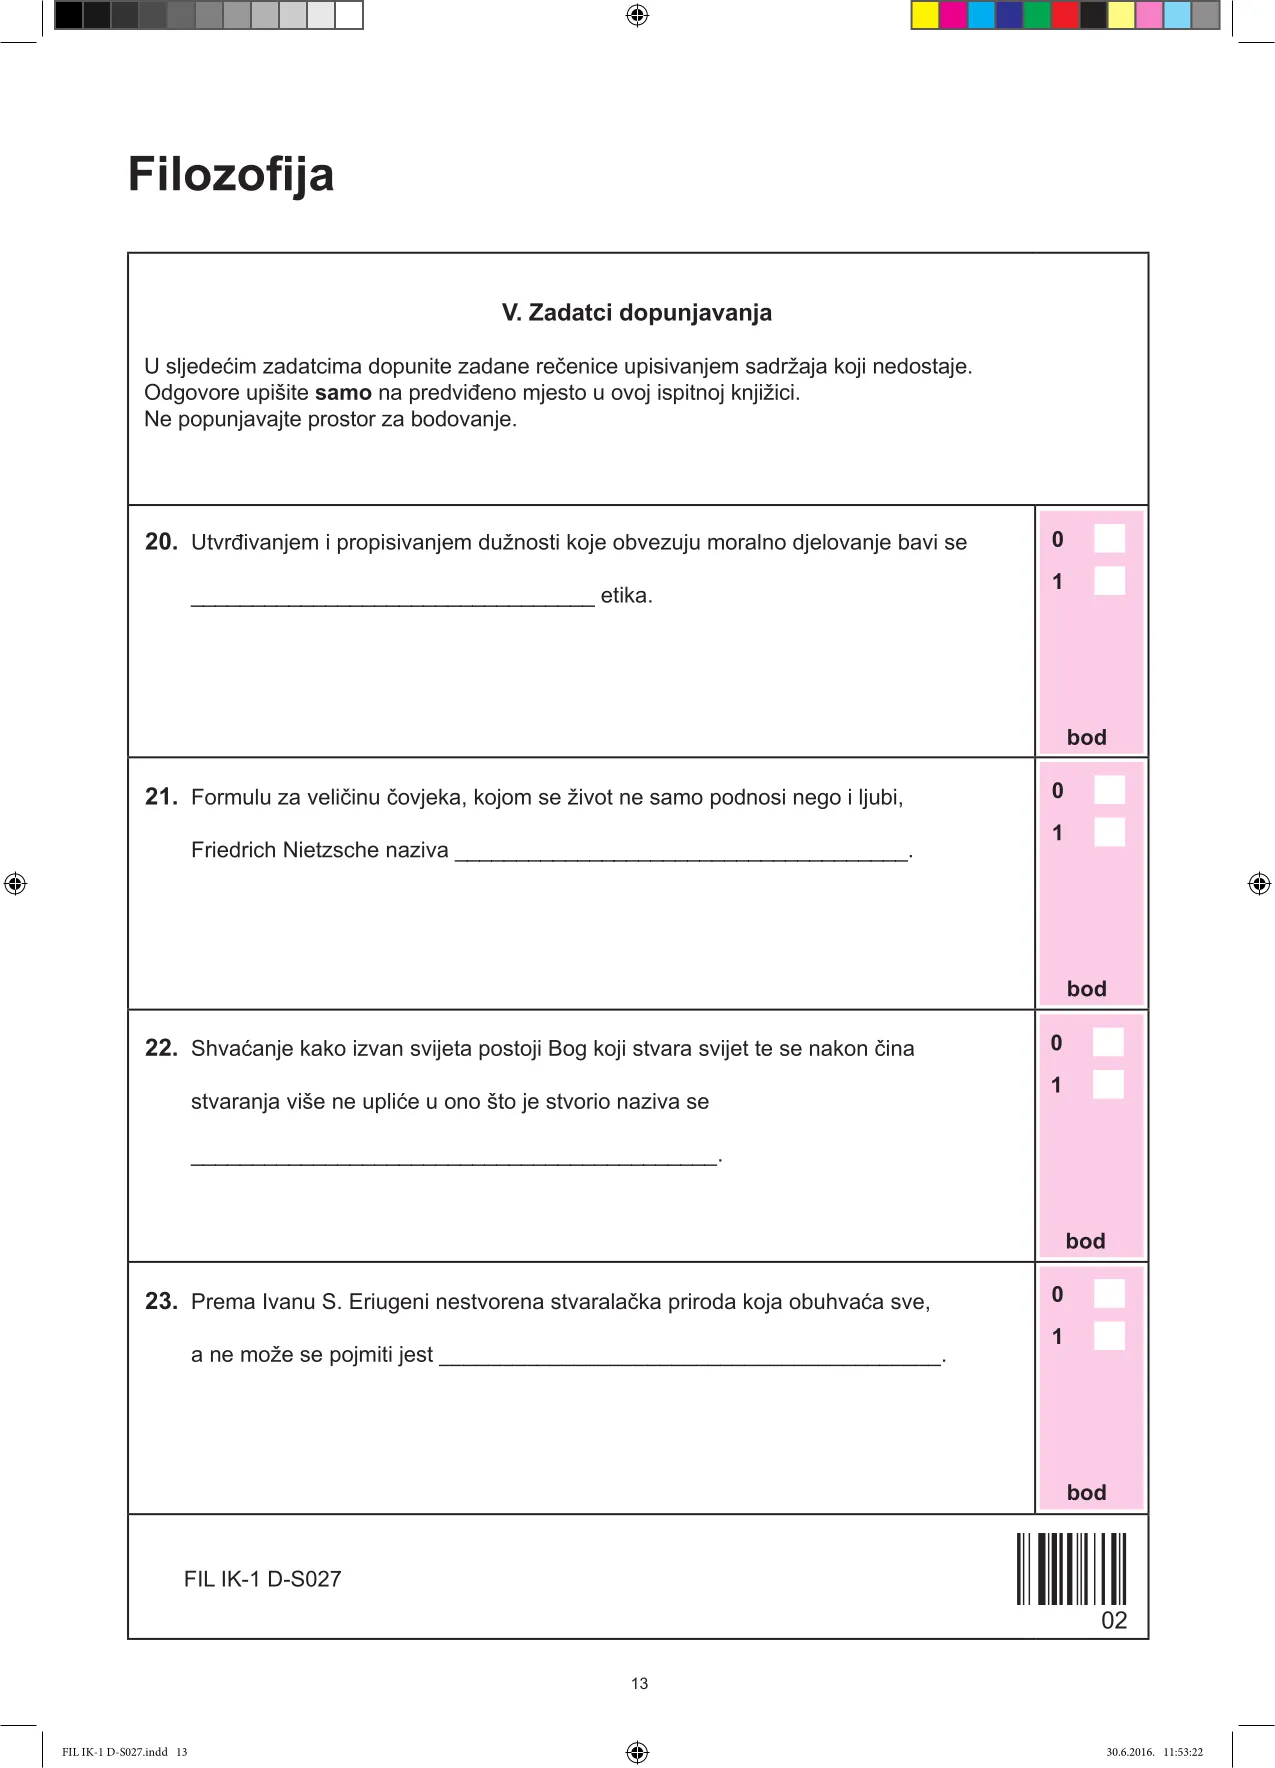 Filozofija
V. Zadatci dopunjavanja
U sljedećim zadatcima dopunite zadane rečenice upisivanjem sadržaja koji nedostaje.
Odgovore upišite samo na predviđeno mjesto u ovoj ispitnoj knjižici.
Ne popunjavajte prostor za bodovanje.
20. Utvrđivanjem i propisivanjem dužnosti koje obvezuju moralno djelovanje bavi se
_________________________________ etika.
0
1
bod
21. Formulu za veličinu čovjeka, kojom se život ne samo podnosi nego i ljubi,
Friedrich Nietzsche naziva _____________________________________.
0
1
bod
22. Shvaćanje kako izvan svijeta postoji Bog koji stvara svijet te se nakon čina
stvaranja više ne upliće u ono što je stvorio naziva se
___________________________________________.
0
1
bod
23. Prema Ivanu S. Eriugeni nestvorena stvaralačka priroda koja obuhvaća sve,
a ne može se pojmiti jest _________________________________________.
0
1
bod
FIL IK-1 D-S027
02
13
FIL IK-1 D-S027.indd 13
30.6.2016. 11:53:22